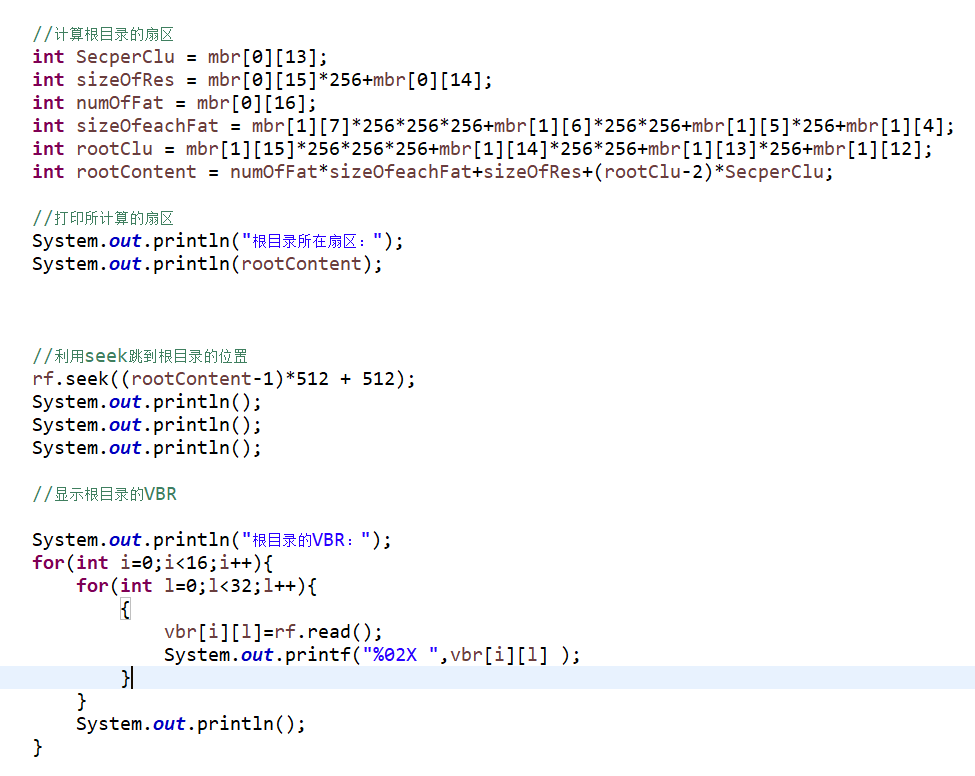 //计算根目录的扇区
int SecperClu = mbr[0][13];
int sizeOfRes = mbr[0][15]*256+mbr[0][14];
int numOfFat = mbr[0][16];
int sizeOfeachFat = mbr[1][7]*256*256*256+mbr[1][6]*256*256+mbr[1][5]*256+mbr[1][4];
int rootClu = mbr[1][15]*256*256*256+mbr[1][14]*256*256+mbr[1][13]*256+mbr[1][12];
int rootContent = numOfFat*sizeOfeachFat+sizeOfRes+(rootClu-2)*SecperClu;
//打印所计算的扇区
System.out.println("根目录所在扇区：");
System.out.println(rootContent);
//利用seek跳到根目录的位置
rf.seek((rootContent-1)*512 + 512);
System.out.println();
System.out.println();
System.out.println();
//显示根目录的VBR
System.out.println("根目录的VBR：");
for(int i=0;i<16;i++){
for(int l=0;l<32;l++){
{
vbr[i][l]=rf.read();
System.out.printf("%02X ",vbr[i][l] );
}
}
System.out.println();
}